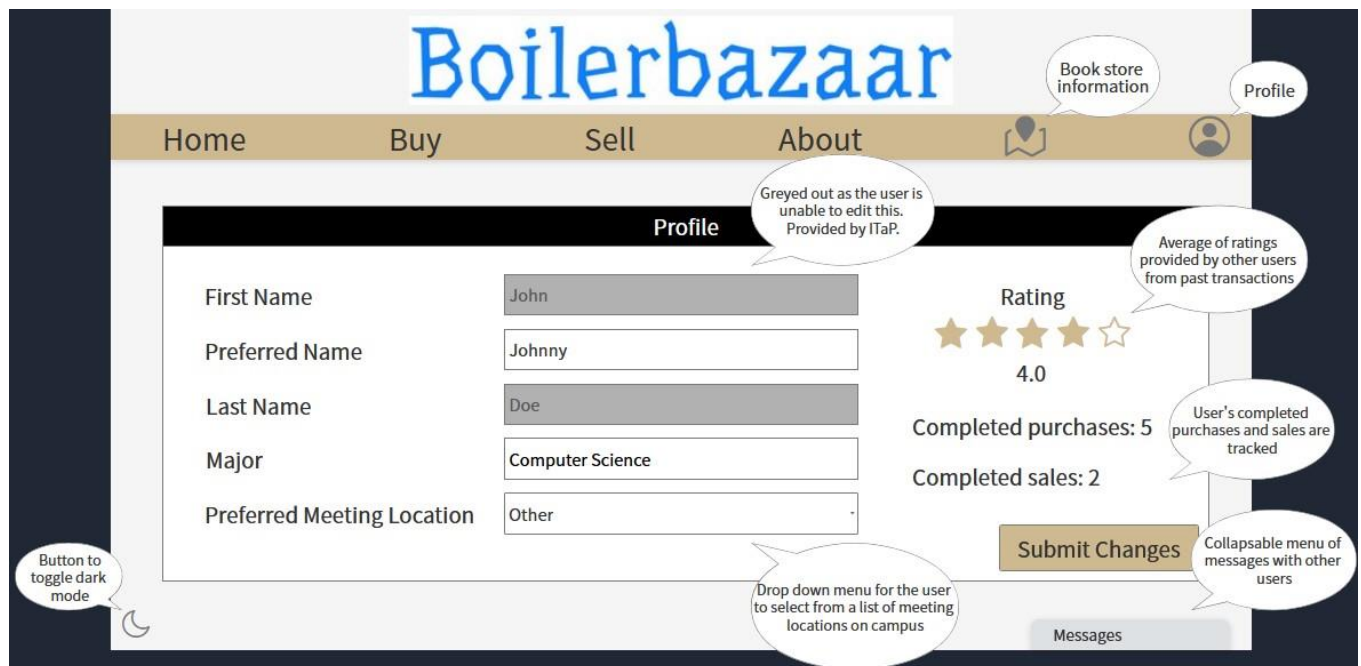 Boilerbazaar
Book store
information
Profile
Home
Buy
Sell
About
Greyed out as the user is
unable to edit this.
Provided by ITaP.
Profile
Average of ratings
provided by other users
from past transactions
First Name
John
Rating
Preferred Name
Johnny
4.0
Last Name
Doe
Completed purchases: 5
User's completed
purchases and sales are
tracked
Major
Computer Science
Completed sales: 2
Preferred Meeting Location
Other
Submit Changes
Collapsable menu of
messages with other
users
Button to
toggle dark
mode
Drop down menu for the user
to select from a list of meeting
locations on campus
Messages